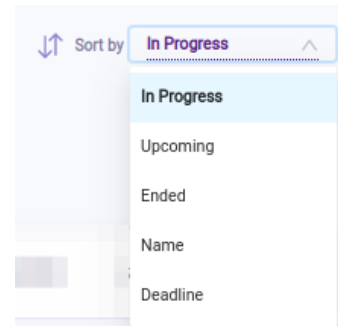 Sort by In Progress
In Progress
Upcoming
Ended
Name
Deadline